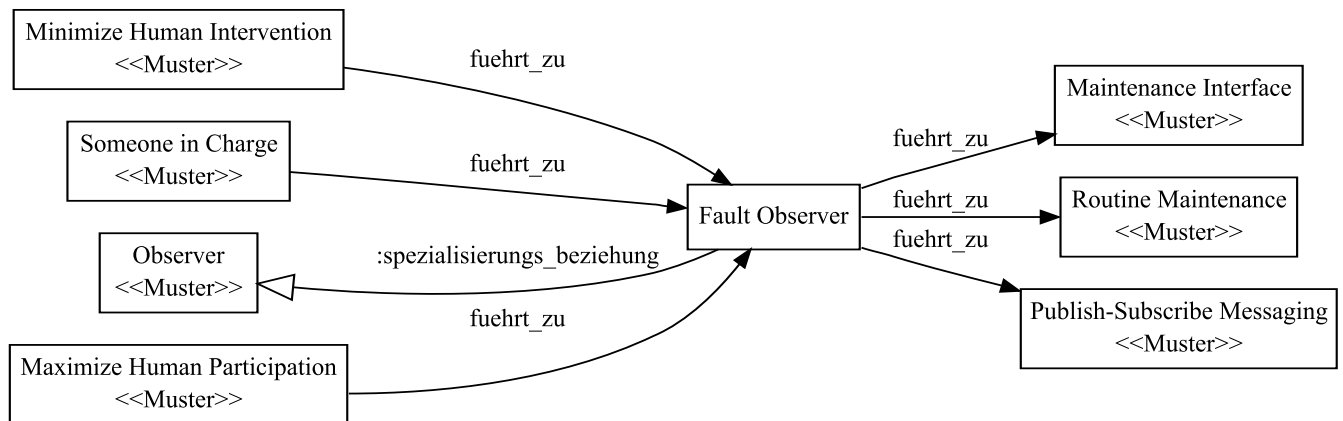 Minimize Human Intervention
<<Muster>>
fuehrt_zu
Someone in Charge
<<Muster>>
fuehrt_zu
Observer
<<Muster>>
:spezialisierungs_beziehung
Maximize Human Participation
<<Muster>>
fuehrt_zu
Fault Observer
fuehrt_zu
Maintenance Interface
<<Muster>>
fuehrt_zu
Routine Maintenance
<<Muster>>
fuehrt_zu
Publish-Subscribe Messaging
<<Muster>>